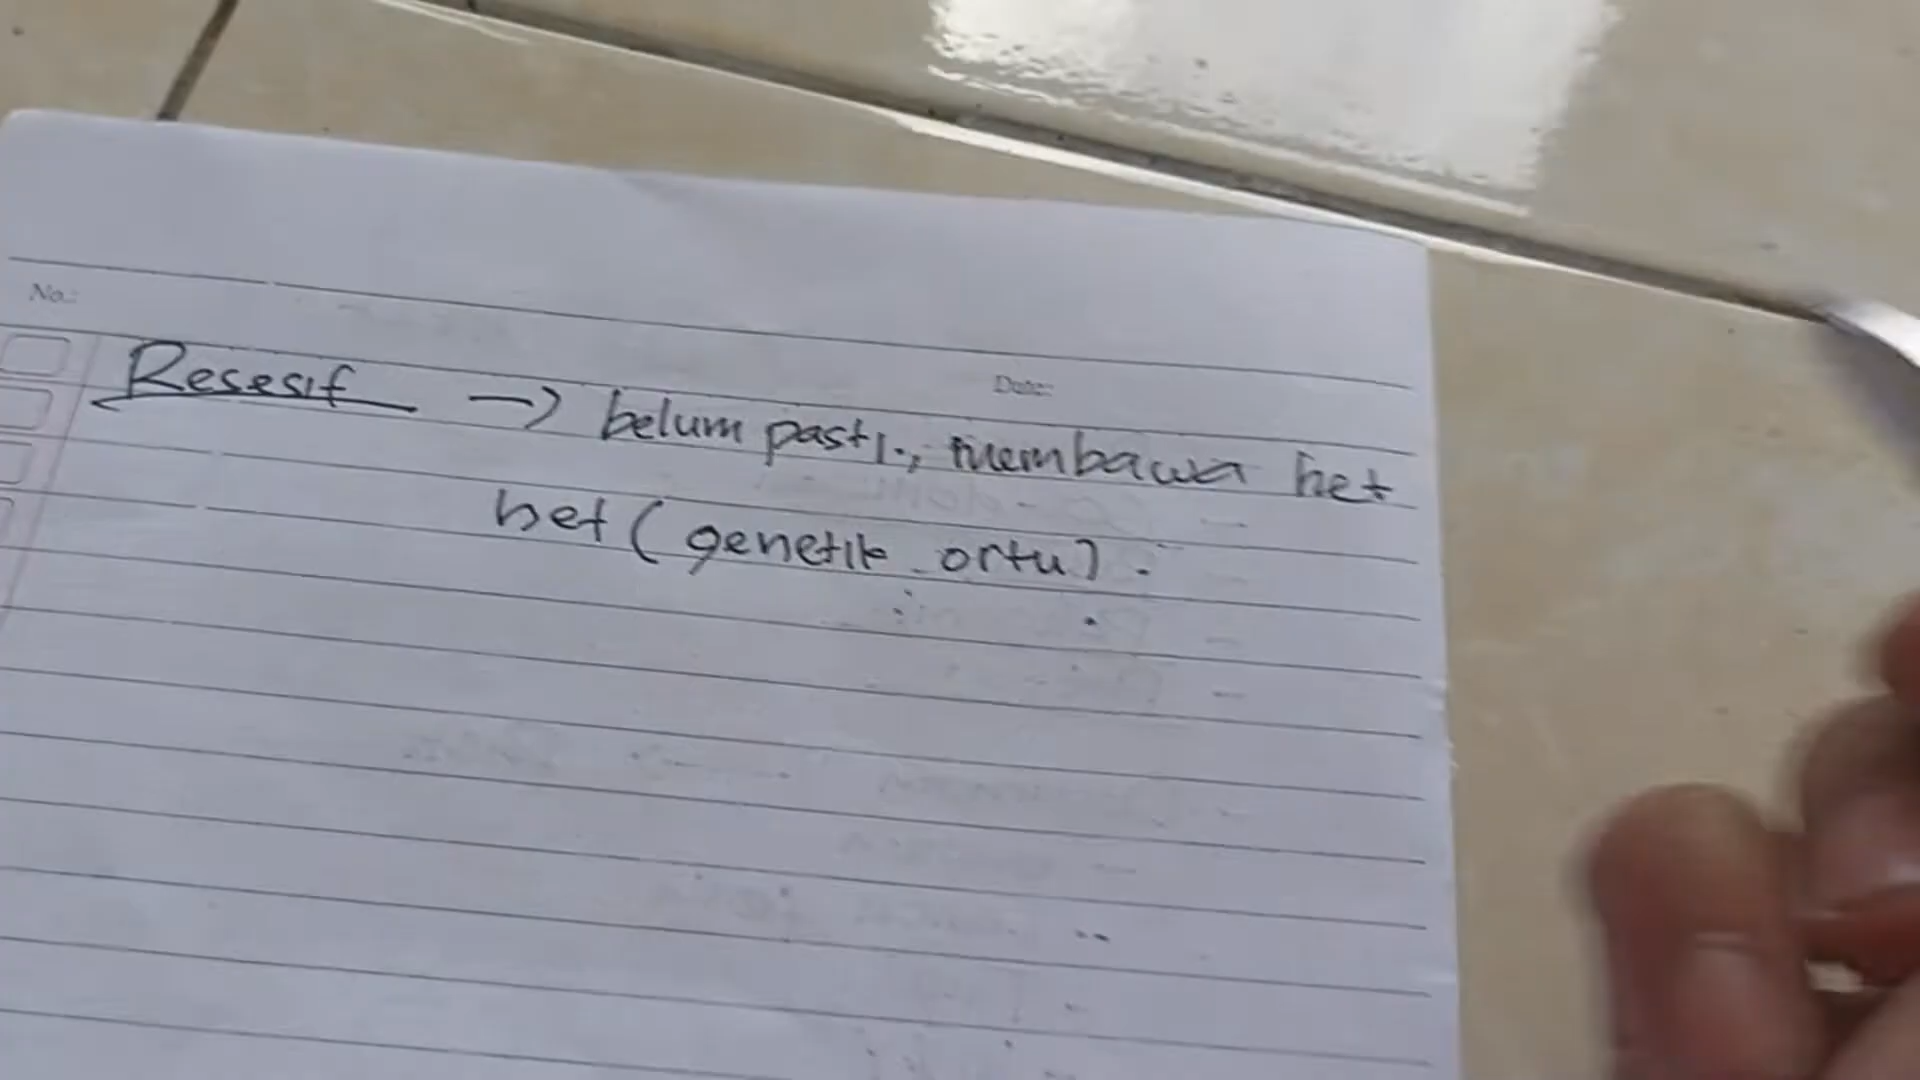 No.:
Date:
Resesif -> belum pasti., membawa het
het (genetik ortu).